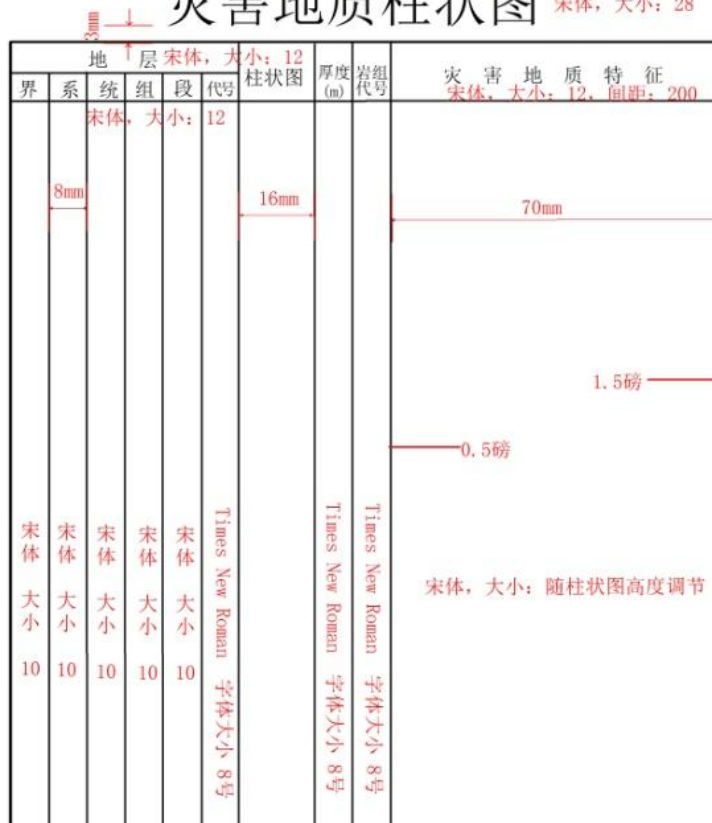 灾害地质柱状图 宋体，大小：28
3mm
地 层 宋体，大小：12
柱状图
厚度(m)
岩组代号
灾 害 地 质 特 征
界 系 统 组 段 代号
宋体，大小：12，间距：200
宋体，大小：12
8mm
16mm
70mm
1.5磅
0.5磅
宋体 大小 10
宋体 大小 10
宋体 大小 10
宋体 大小 10
宋体 大小 10
Times New Roman 字体大小 8号
Times New Roman 字体大小 8号
Times New Roman 字体大小 8号
宋体，大小：随柱状图高度调节